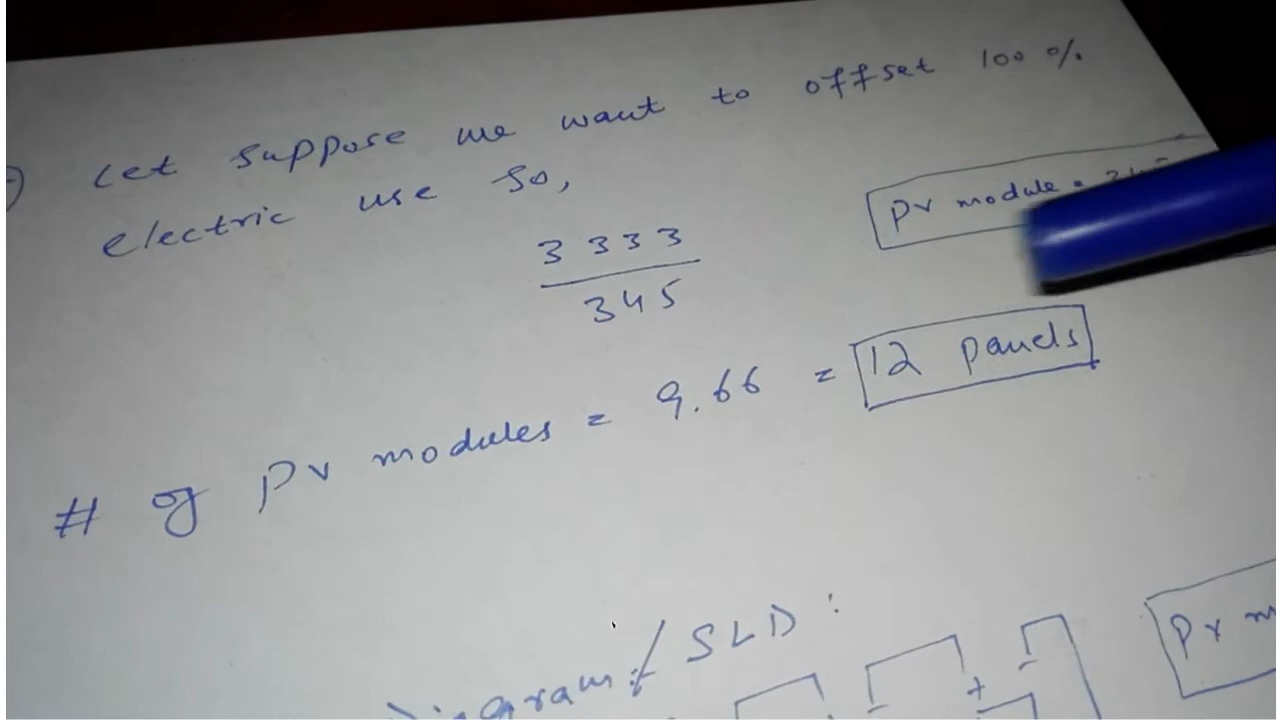 Let suppose we want to offset 100 %
electric use so,
PV module =
3333
345
# of PV modules = 9.66 = 12 panels
/ SLD :
PV
+